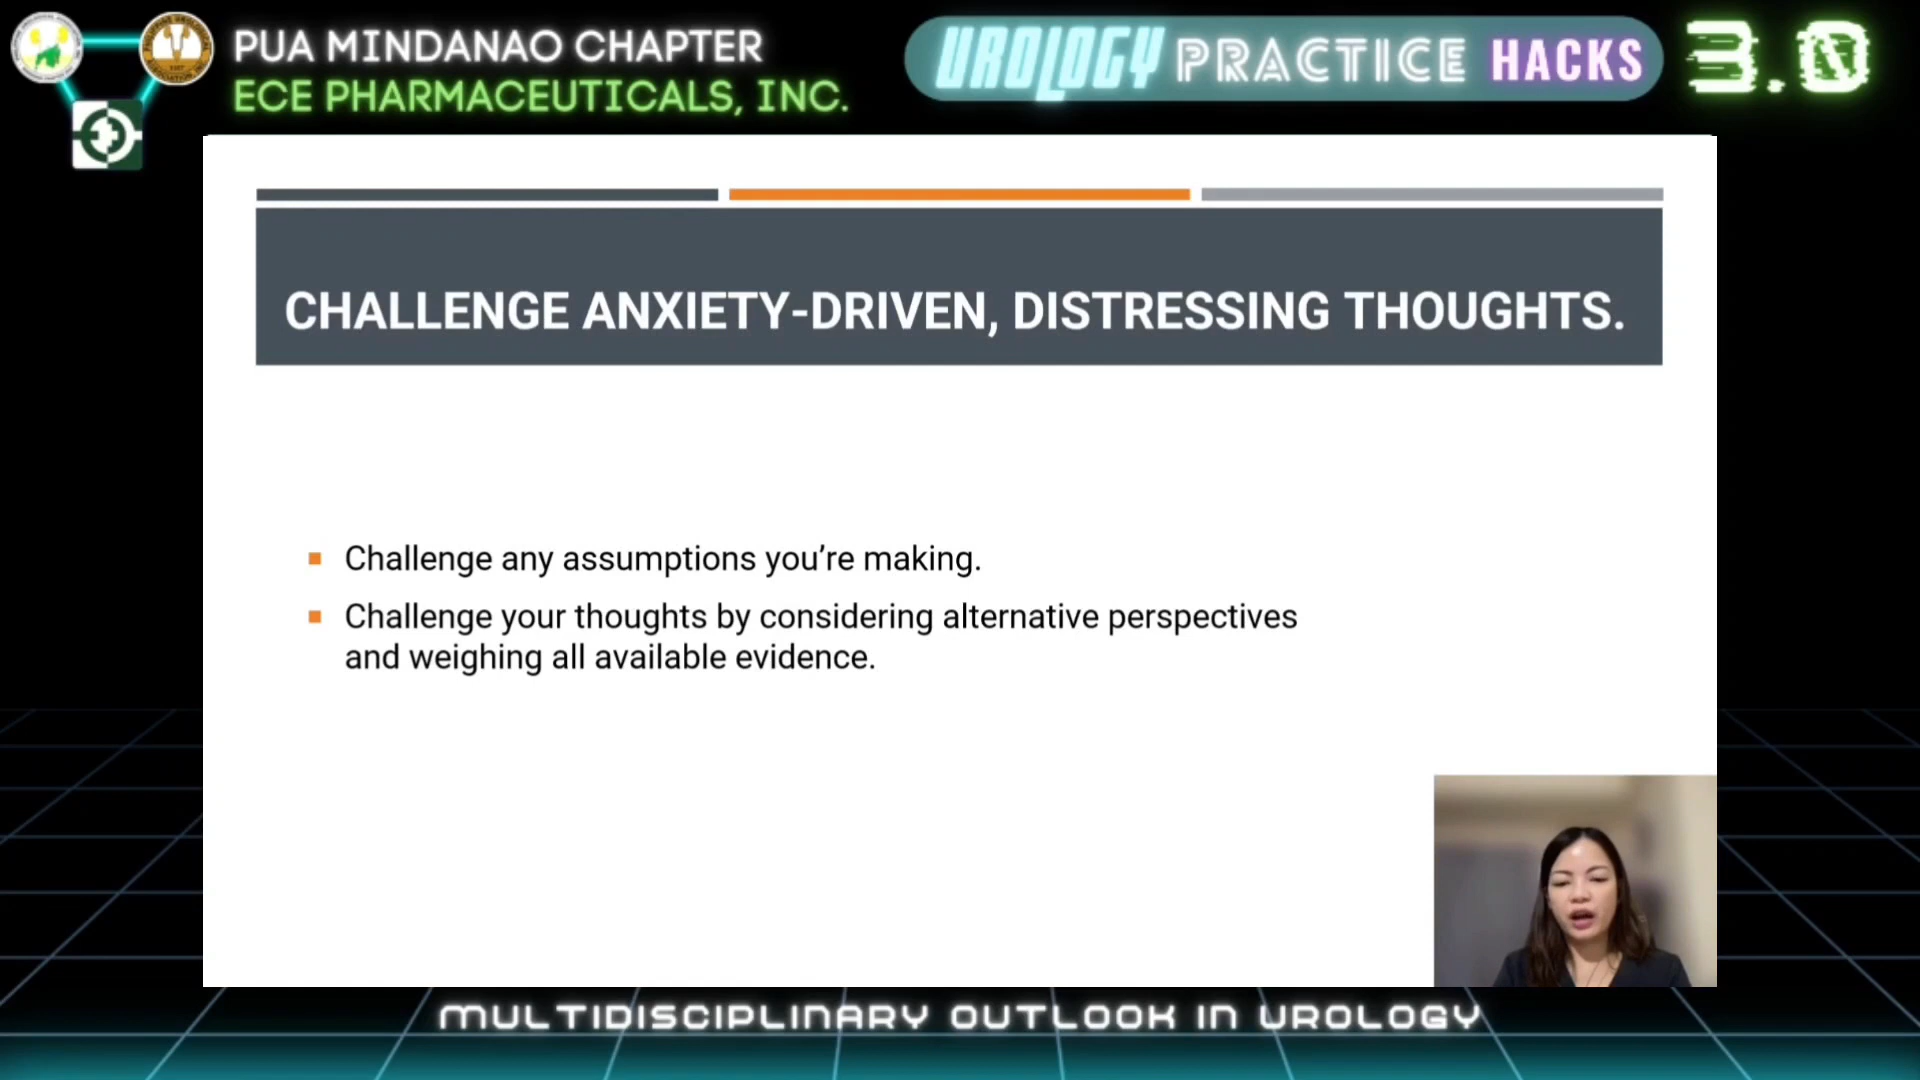 PUA MINDANAO CHAPTER
ECE PHARMACEUTICALS, INC.
UROLOGY PRACTICE HACKS 3.0
CHALLENGE ANXIETY-DRIVEN, DISTRESSING THOUGHTS.
Challenge any assumptions you’re making.
Challenge your thoughts by considering alternative perspectives
and weighing all available evidence.
MULTIDISCIPLINARY OUTLOOK IN UROLOGY